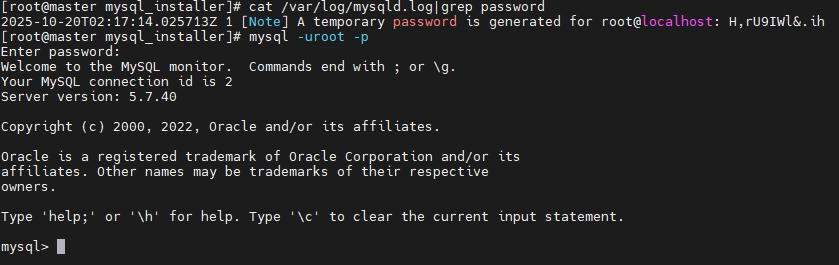 [root@master mysql_installer]# cat /var/log/mysqld.log|grep password
2025-10-20T02:17:14.025713Z 1 [Note] A temporary password is generated for root@localhost: H,rU9IWl&.ih
[root@master mysql_installer]# mysql -uroot -p
Enter password:
Welcome to the MySQL monitor.  Commands end with ; or \g.
Your MySQL connection id is 2
Server version: 5.7.40
Copyright (c) 2000, 2022, Oracle and/or its affiliates.
Oracle is a registered trademark of Oracle Corporation and/or its
affiliates. Other names may be trademarks of their respective
owners.
Type 'help;' or '\h' for help. Type '\c' to clear the current input statement.
mysql>